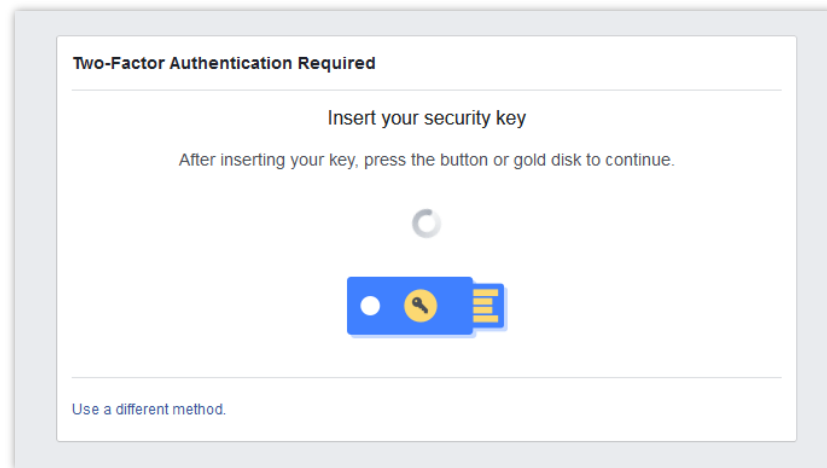 Two-Factor Authentication Required
Insert your security key
After inserting your key, press the button or gold disk to continue.
Use a different method.